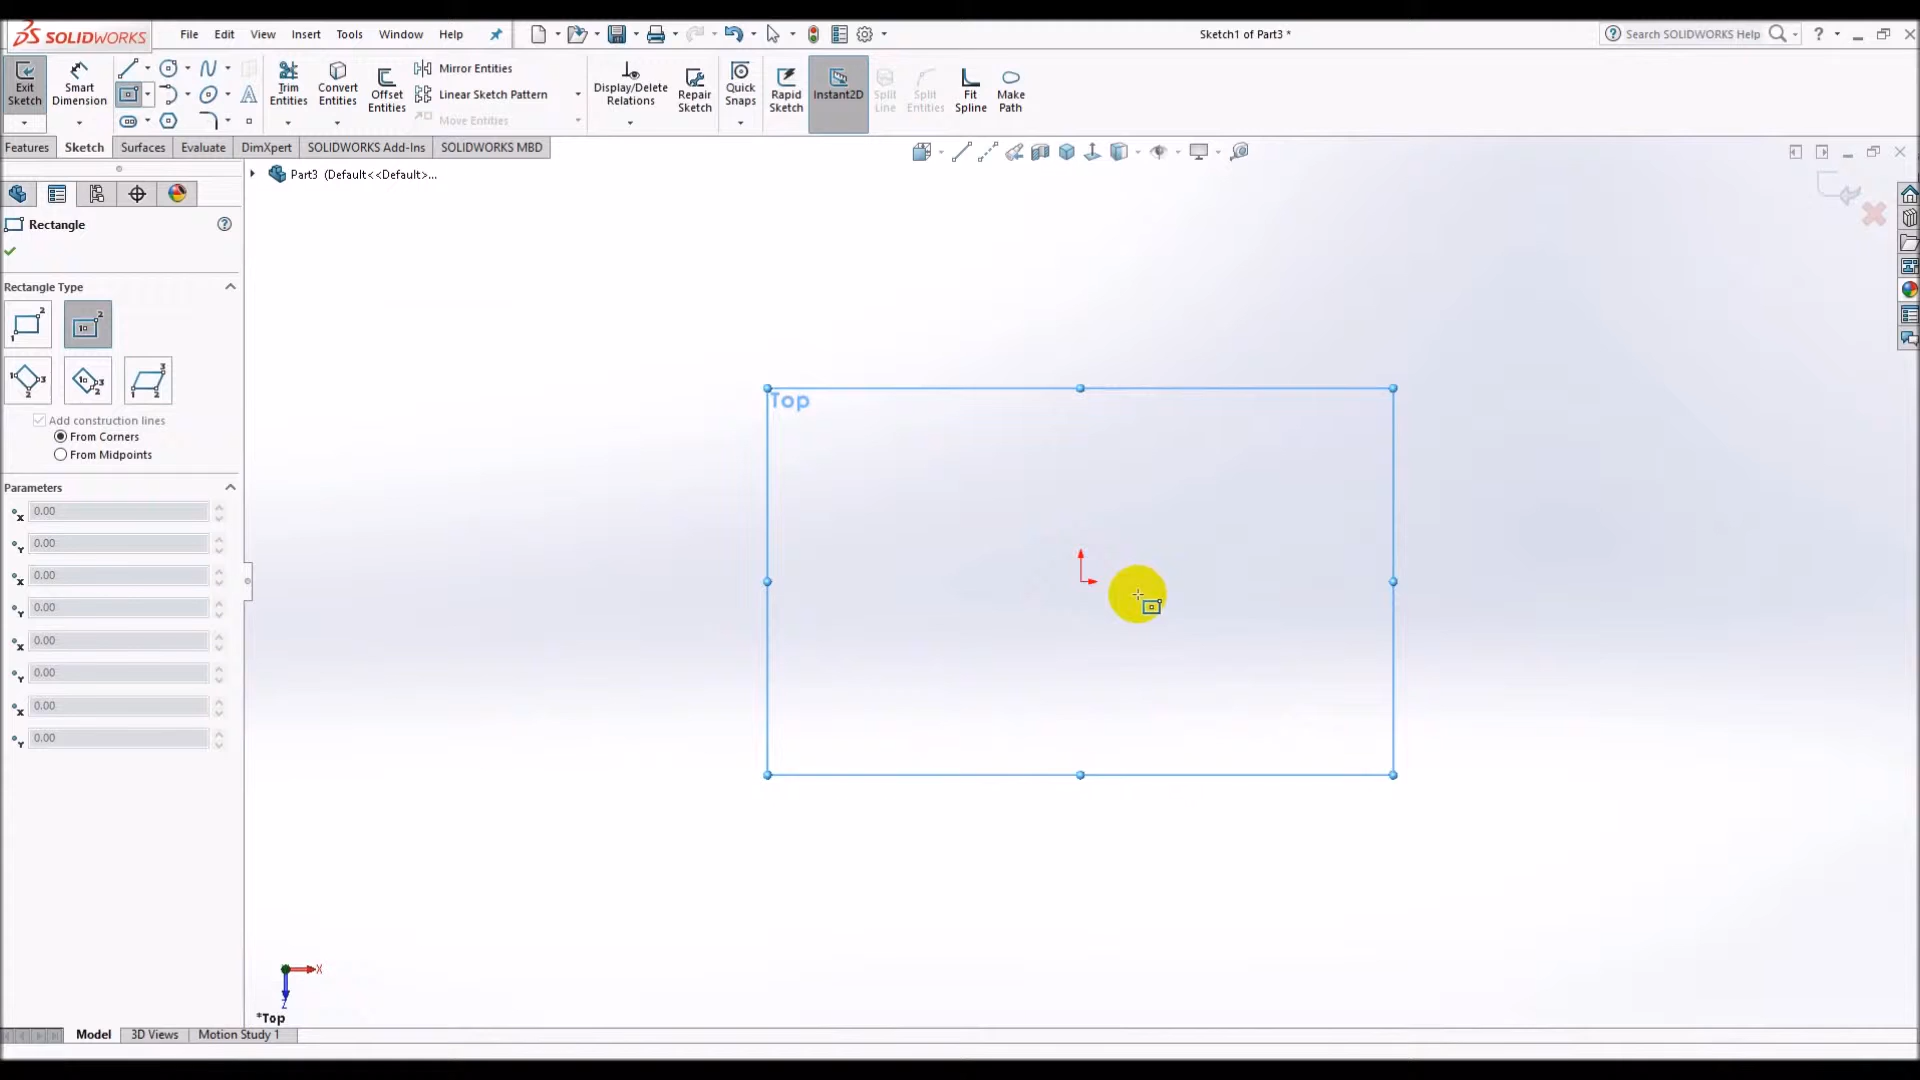 SOLIDWORKS
File Edit View Insert Tools Window Help
Sketch1 of Part3 *
Search SOLIDWORKS Help
?
Exit Sketch
Smart Dimension
Trim Entities
Convert Entities
Offset Entities
Mirror Entities
Linear Sketch Pattern
Move Entities
Display/Delete Relations
Repair Sketch
Quick Snaps
Rapid Sketch
Instant2D
Split Line
Split Entities
Fit Spline
Make Path
Features Sketch Surfaces Evaluate DimXpert SOLIDWORKS Add-Ins SOLIDWORKS MBD
Part3 (Default<<Default>...
Rectangle
Rectangle Type
Add construction lines
From Corners
From Midpoints
Parameters
x 0.00
Y 0.00
x 0.00
Y 0.00
x 0.00
Y 0.00
x 0.00
Y 0.00
Top
X
Z
*Top
Model 3D Views Motion Study 1